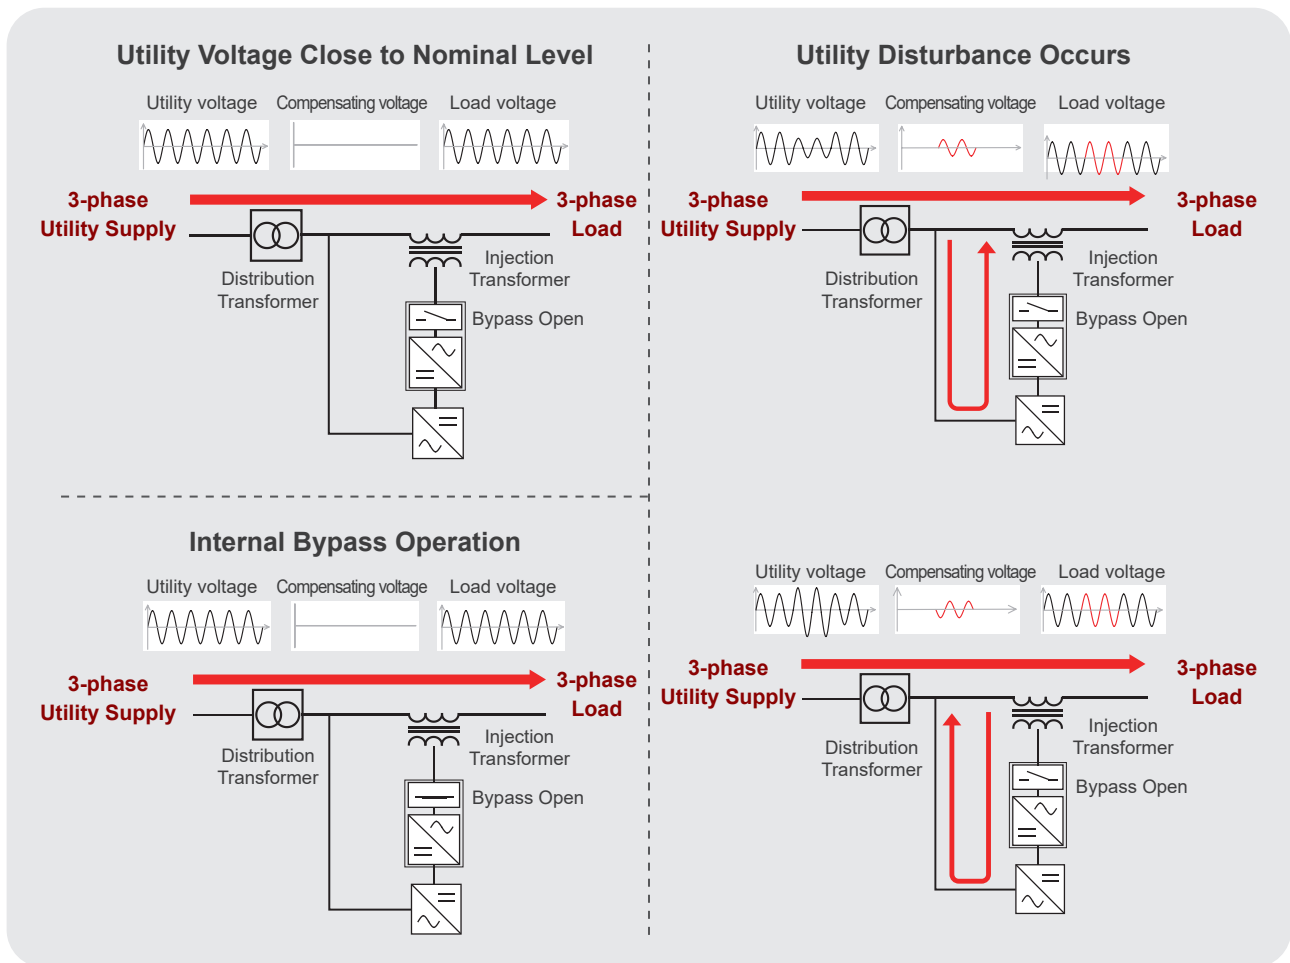 Utility Voltage Close to Nominal Level
Utility voltage
Compensating voltage
Load voltage
3-phase
Utility Supply
3-phase
Load
Distribution
Transformer
Injection
Transformer
Bypass Open
Utility Disturbance Occurs
Utility voltage
Compensating voltage
Load voltage
3-phase
Utility Supply
3-phase
Load
Distribution
Transformer
Injection
Transformer
Bypass Open
Internal Bypass Operation
Utility voltage
Compensating voltage
Load voltage
3-phase
Utility Supply
3-phase
Load
Distribution
Transformer
Injection
Transformer
Bypass Open
Utility voltage
Compensating voltage
Load voltage
3-phase
Utility Supply
3-phase
Load
Distribution
Transformer
Injection
Transformer
Bypass Open